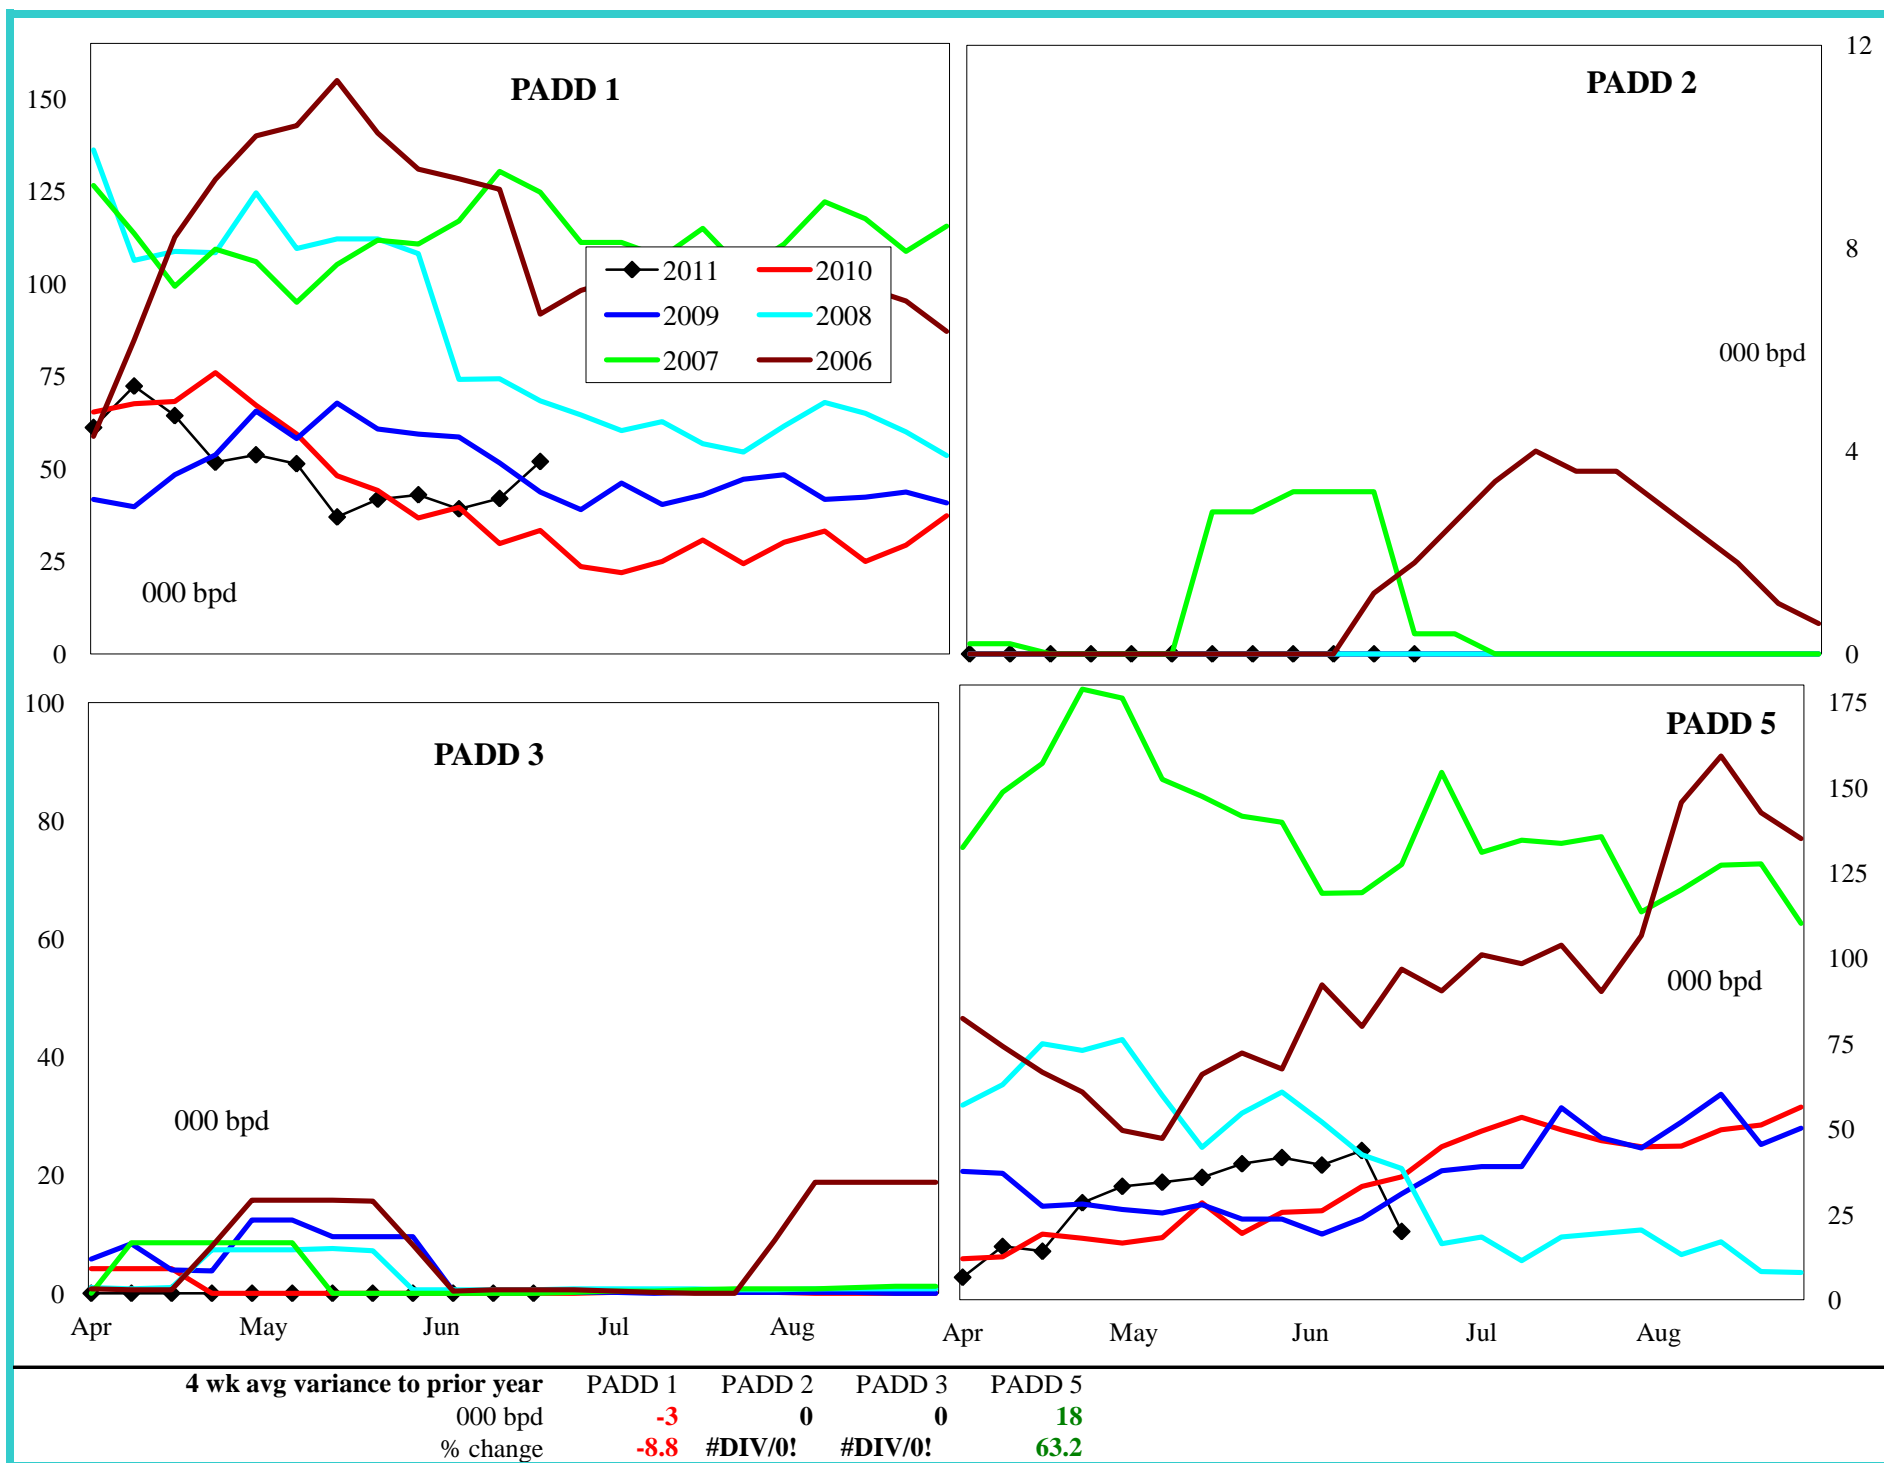 PADD 1
150
125
100
75
50
25
0
000 bpd
2011 2010
2009 2008
2007 2006
PADD 2
12
8
4
0
000 bpd
PADD 3
100
80
60
40
20
0
000 bpd
Apr May Jun Jul Aug
PADD 5
175
150
125
100
75
50
25
0
000 bpd
Apr May Jun Jul Aug
4 wk avg variance to prior year PADD 1 PADD 2 PADD 3 PADD 5
000 bpd -3 0 0 18
% change -8.8 #DIV/0! #DIV/0! 63.2